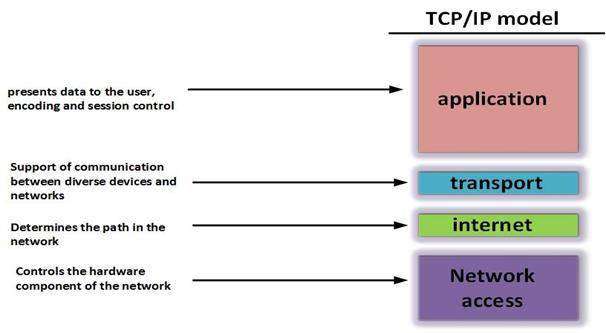 TCP/IP model
presents data to the user,
encoding and session control
application
Support of communication
between diverse devices and
networks
transport
Determines the path in the
network
internet
Controls the hardware
component of the network
Network
access